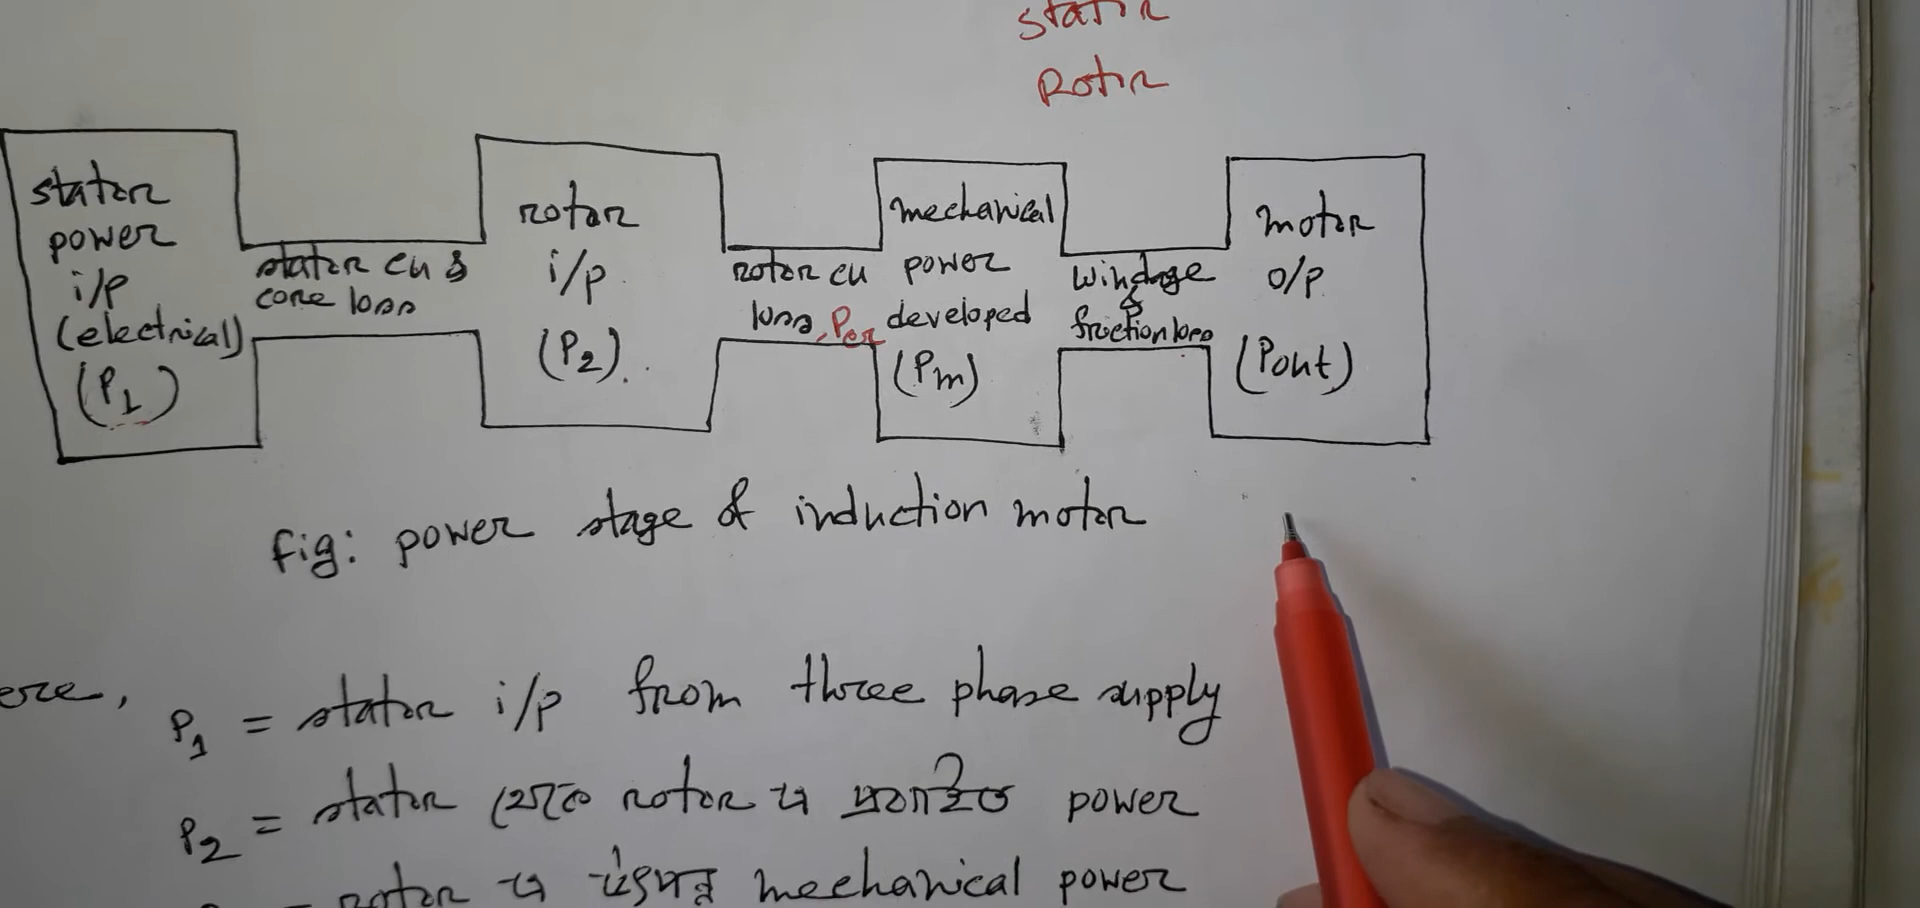 stator
Rotor
stator
power
i/p
(electrical)
(P1)
stator cu &
core loss
rotor
i/p
(P2)
rotor cu
loss, Pcr
mechanical
power
developed
(Pm)
windage
&
friction loss
motor
o/p
(Pout)
fig: power stage of induction motor
ere,
P1 = stator i/p from three phase supply
P2 = stator থেকে rotor এ power
= rotor এ উৎপন্ন mechanical power